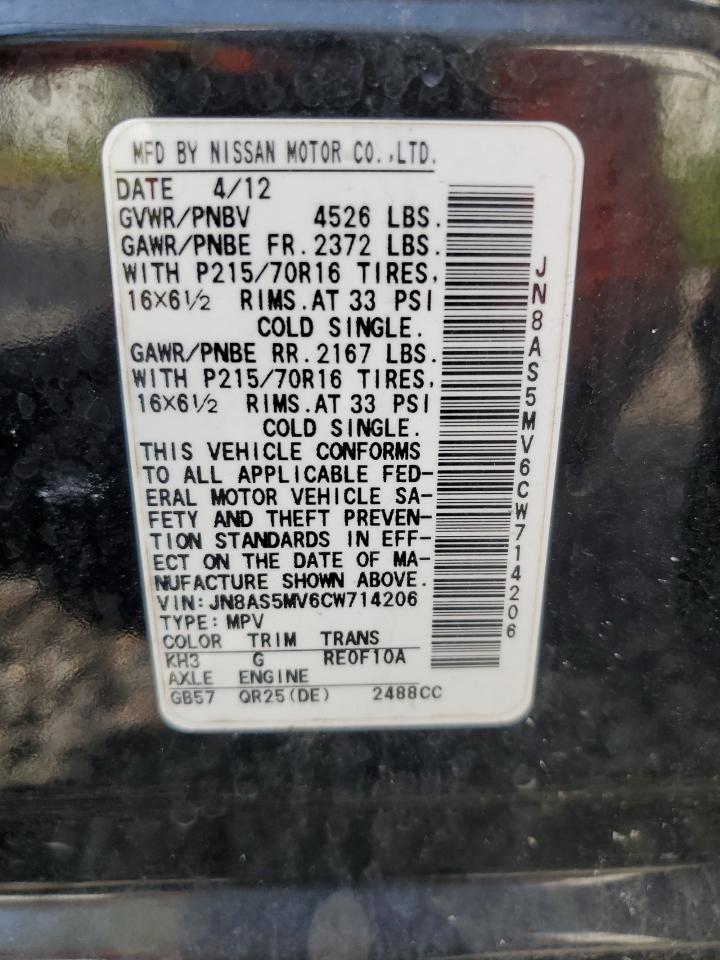 MFD BY NISSAN MOTOR CO.,LTD.
DATE 4/12
GVWR/PNBV 4526 LBS.
GAWR/PNBE FR. 2372 LBS.
WITH P215/70R16 TIRES,
16×6½ RIMS. AT 33 PSI
COLD SINGLE.
GAWR/PNBE RR. 2167 LBS.
WITH P215/70R16 TIRES,
16×6½ RIMS. AT 33 PSI
COLD SINGLE.
THIS VEHICLE CONFORMS
TO ALL APPLICABLE FED-
ERAL MOTOR VEHICLE SA-
FETY AND THEFT PREVEN-
TION STANDARDS IN EFF-
ECT ON THE DATE OF MA-
NUFACTURE SHOWN ABOVE.
VIN: JN8AS5MV6CW714206
TYPE: MPV
COLOR TRIM TRANS
KH3 G RE0F10A
AXLE ENGINE
GB57 QR25(DE) 2488CC
JN8AS5MV6CW714206